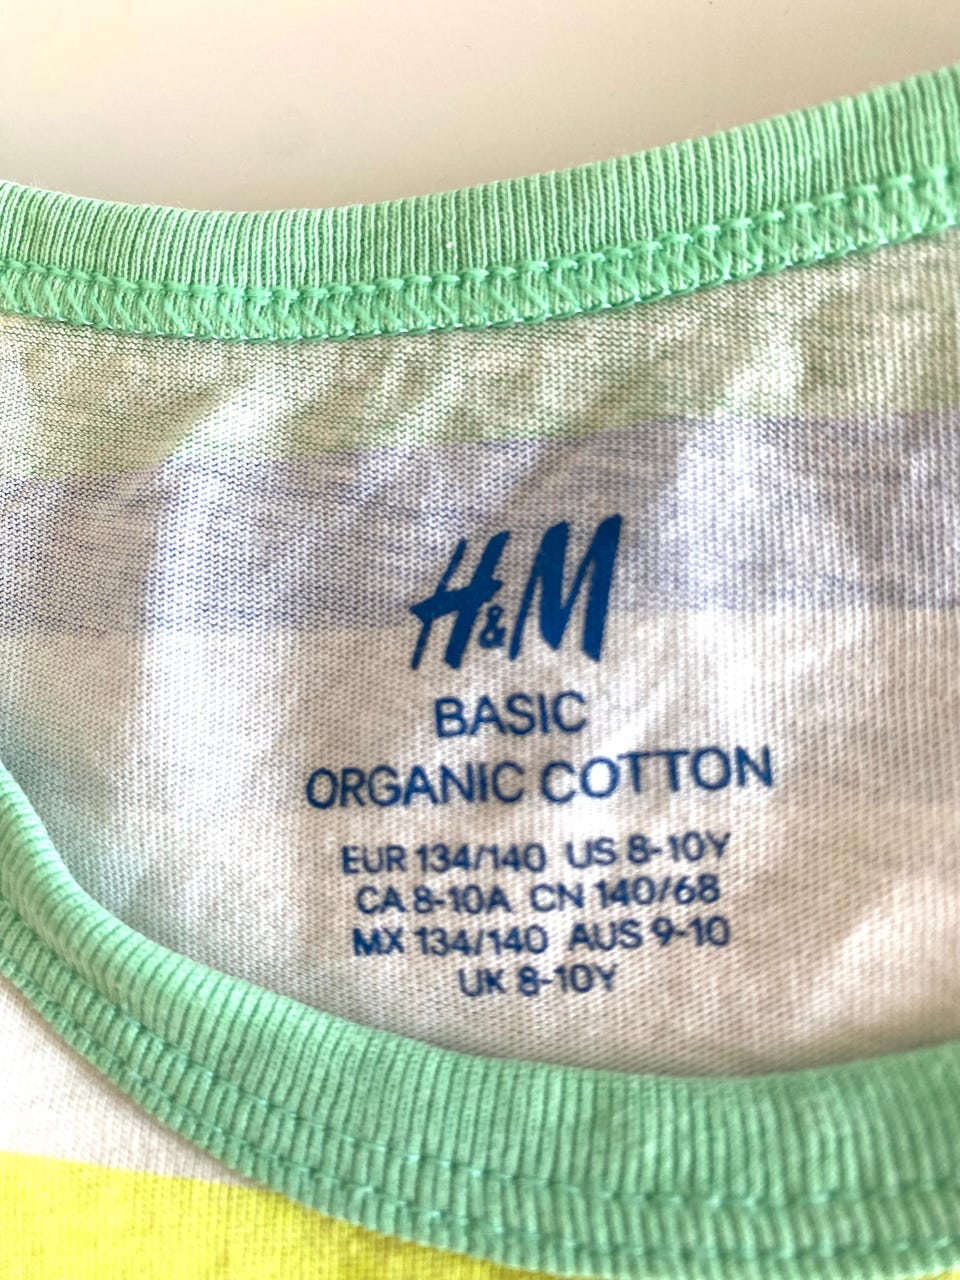 H&M
BASIC
ORGANIC COTTON
EUR 134/140 US 8-10Y
CA 8-10A CN 140/68
MX 134/140 AUS 9-10
UK 8-10Y